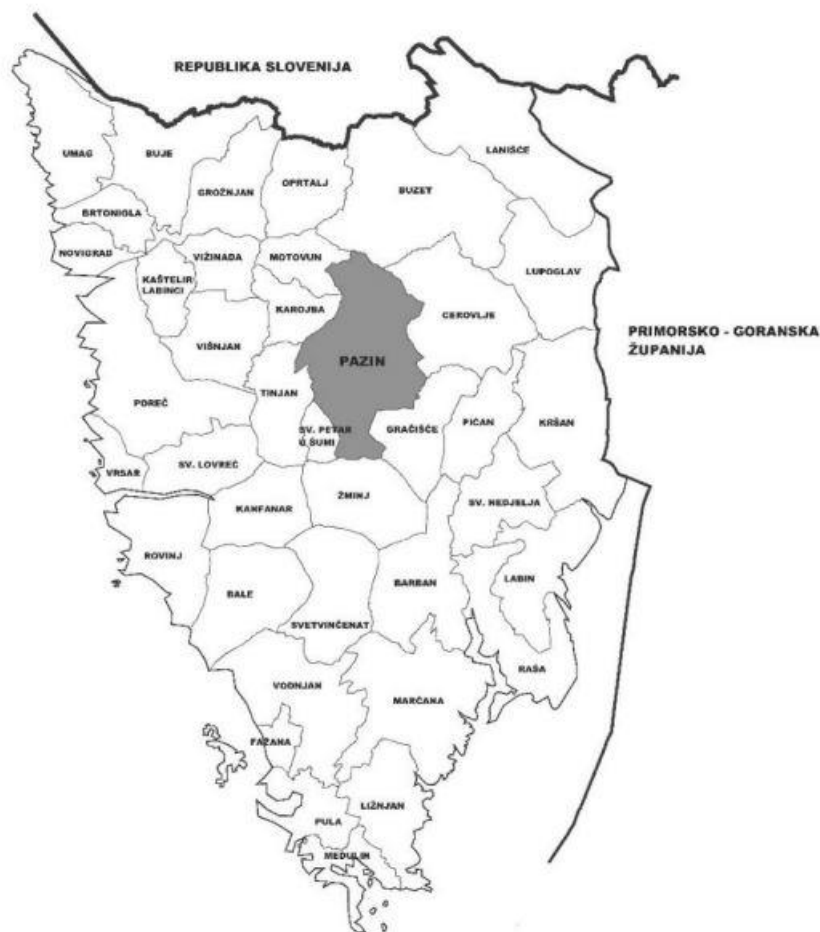 REPUBLIKA SLOVENIJA
LANIŠĆE
UMAG
BUJE
OPRTALJ
GROŽNJAN
BUZET
BRTONIGLA
NOVIGRAD
VIŽINADA
MOTOVUN
LUPOGLAV
KAŠTELIR
LABINCI
KAROJBA
CEROVLJE
PRIMORSKO - GORANSKA
ŽUPANIJA
VIŠNJAN
PAZIN
TINJAN
POREČ
SV. PETAR
U ŠUMI
GRAČIŠĆE
PIĆAN
KRŠAN
VRSAR
SV. LOVREČ
ŽMINJ
SV. NEDJELJA
KANFANAR
ROVINJ
BALE
BARBAN
LABIN
SVETVINČENAT
RAŠA
VODNJAN
MARČANA
FAŽANA
LIŽNJAN
PULA
MEDULIN